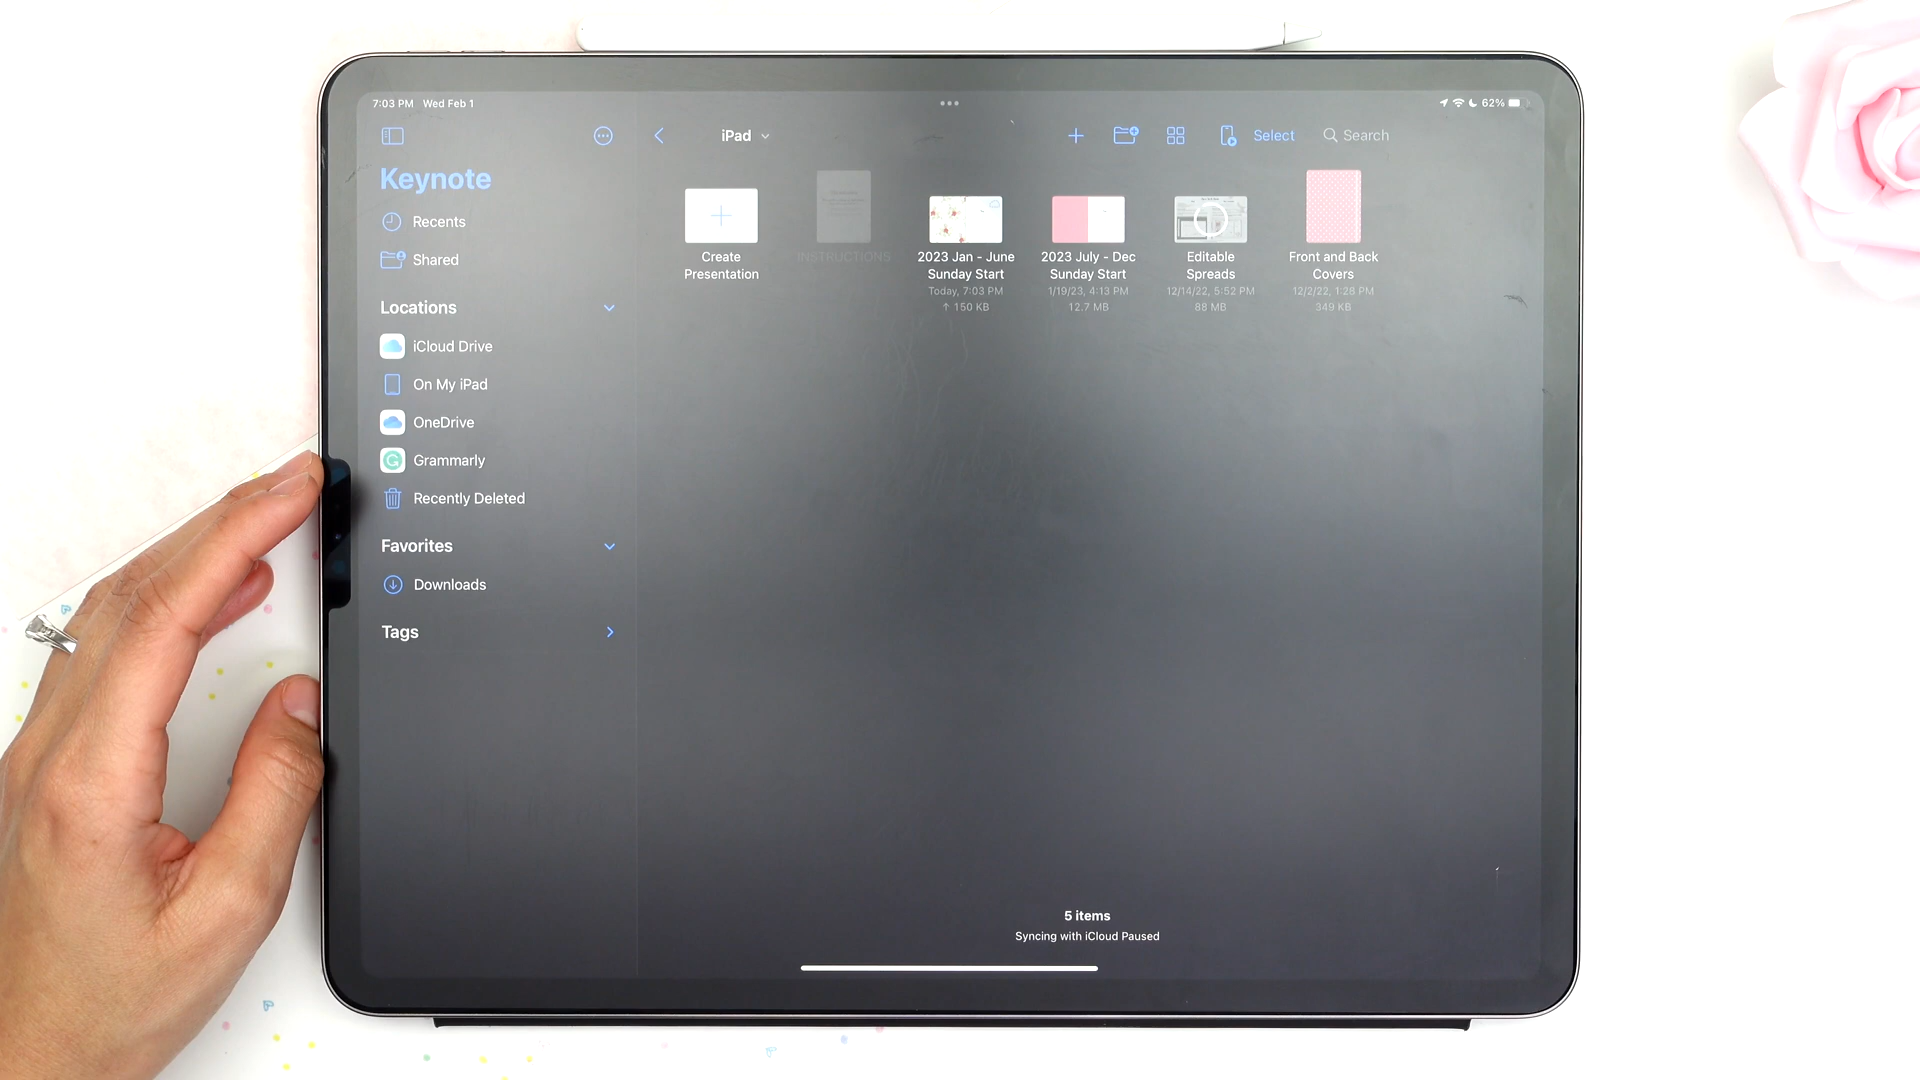 7:03 PM Wed Feb 1
62%
iPad
Select
Search
Keynote
Recents
Shared
Locations
iCloud Drive
On My iPad
OneDrive
Grammarly
Recently Deleted
Favorites
Downloads
Tags
Create
Presentation
INSTRUCTIONS
2023 Jan - June
Sunday Start
Today, 7:03 PM
↑ 150 KB
2023 July - Dec
Sunday Start
1/19/23, 4:13 PM
12.7 MB
Editable
Spreads
12/14/22, 5:52 PM
88 MB
Front and Back
Covers
12/2/22, 1:28 PM
349 KB
5 items
Syncing with iCloud Paused